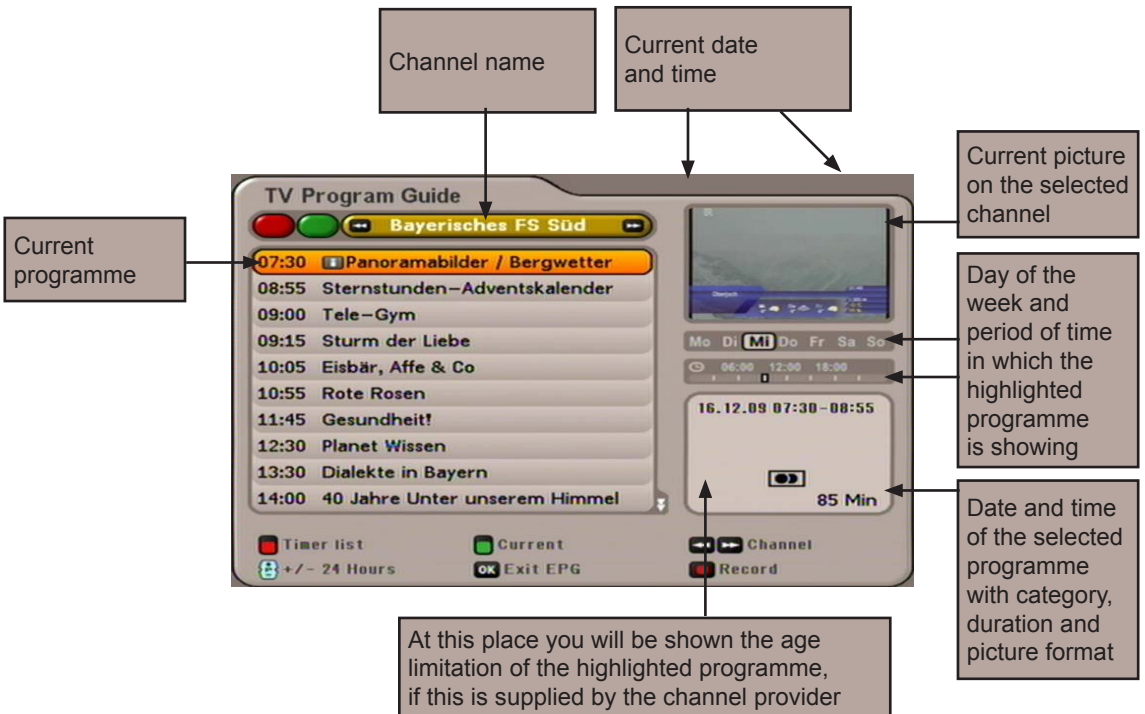 Channel name
Current date
and time
Current picture
on the selected
channel
Current
programme
TV Program Guide
Bayerisches FS Süd
07:30 Panoramabilder / Bergwetter
08:55 Sternstunden–Adventskalender
09:00 Tele–Gym
09:15 Sturm der Liebe
10:05 Eisbär, Affe & Co
10:55 Rote Rosen
11:45 Gesundheit!
12:30 Planet Wissen
13:30 Dialekte in Bayern
14:00 40 Jahre Unter unserem Himmel
Mo Di Mi Do Fr Sa So
06:00 12:00 18:00
16.12.09 07:30–08:55
85 Min
Day of the
week and
period of time
in which the
highlighted
programme
is showing
Date and time
of the selected
programme
with category,
duration and
picture format
Timer list
Current
Channel
+/- 24 Hours
OK Exit EPG
Record
At this place you will be shown the age
limitation of the highlighted programme,
if this is supplied by the channel provider